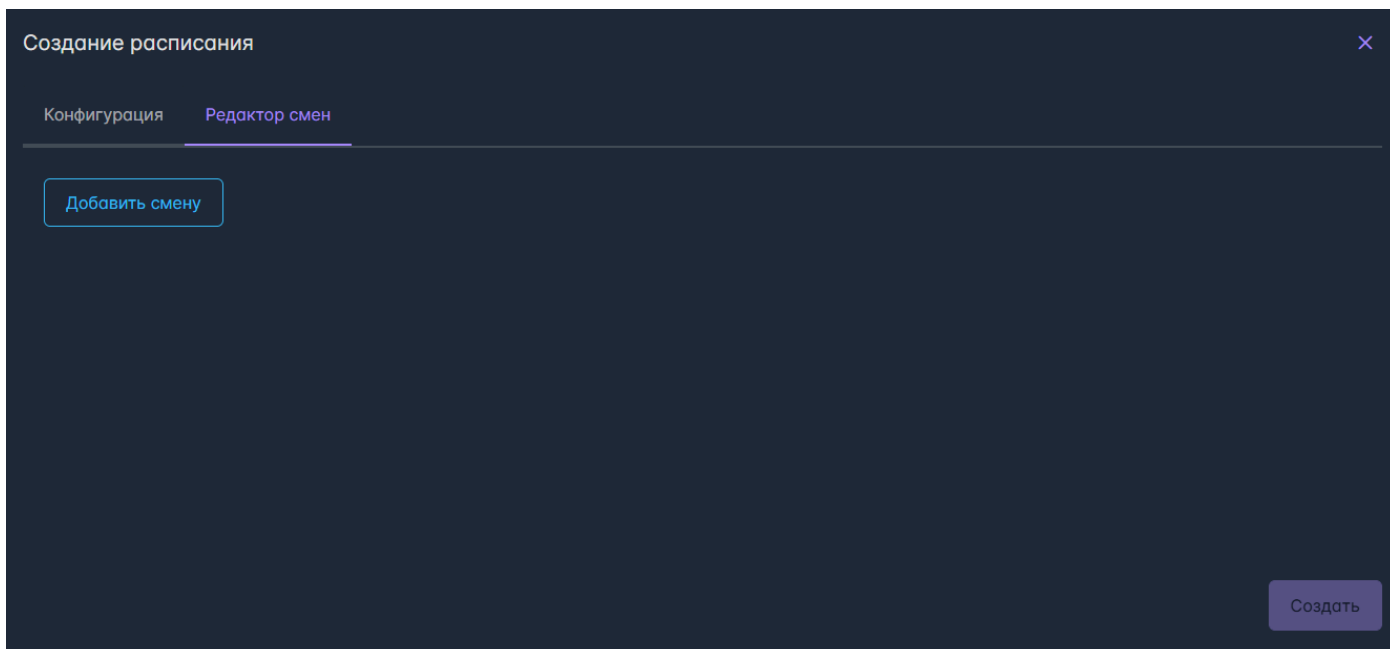 Создание расписания
Конфигурация Редактор смен
Добавить смену
Создать